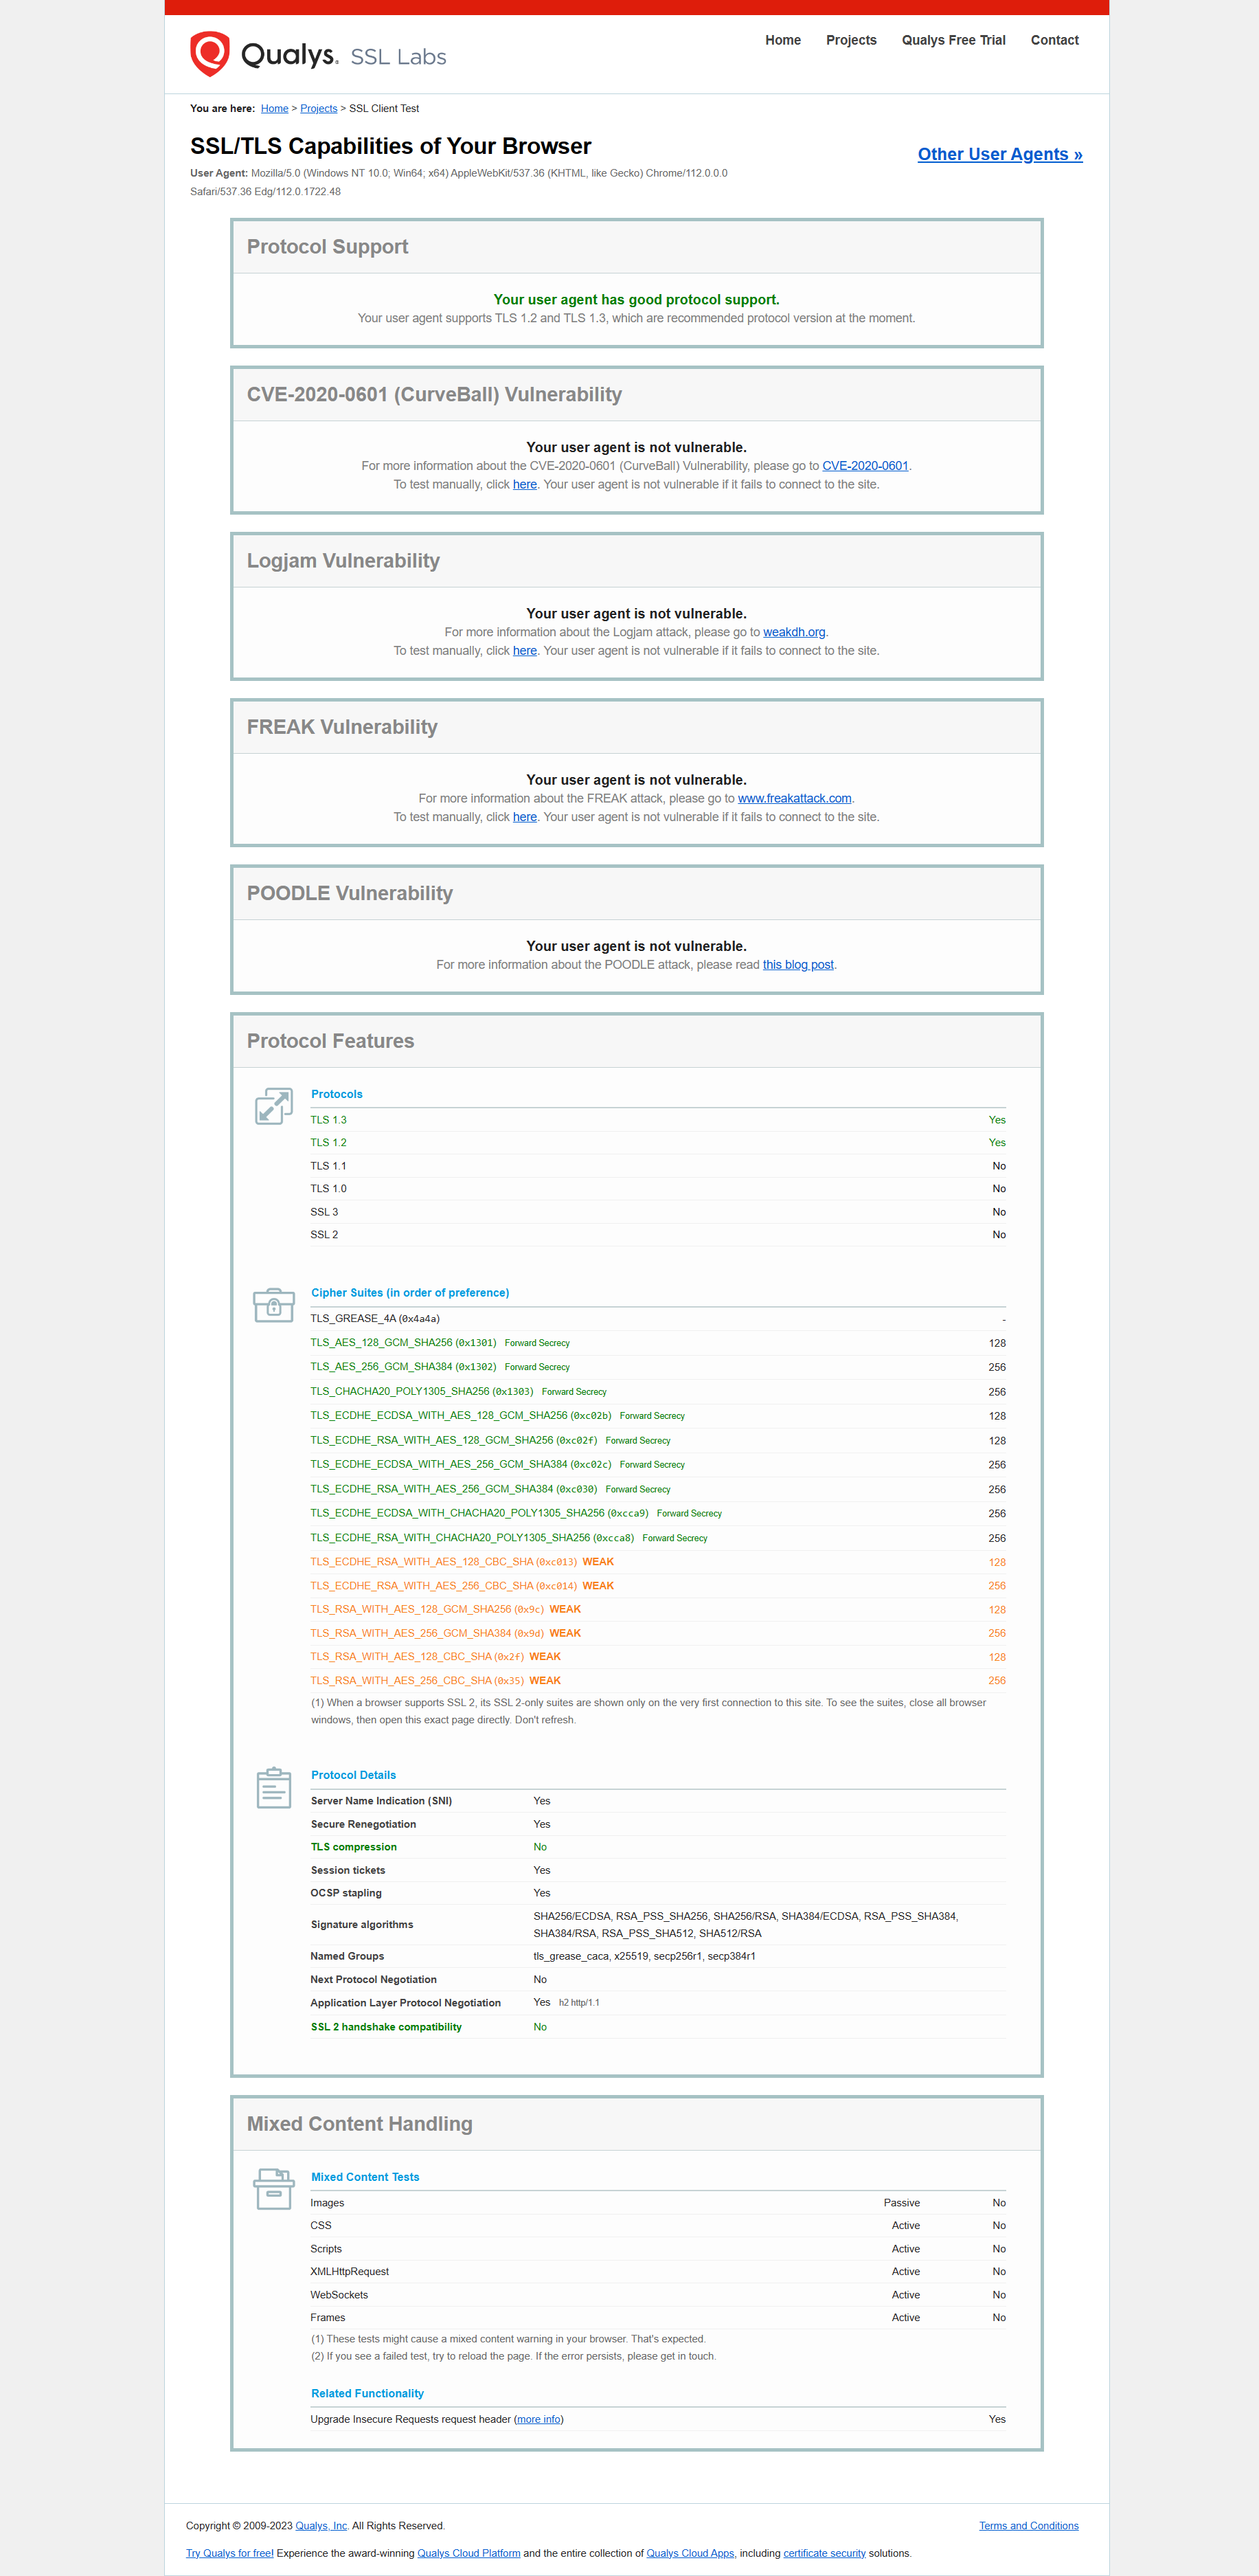 Qualys. SSL Labs
Home Projects Qualys Free Trial Contact
You are here: Home > Projects > SSL Client Test
SSL/TLS Capabilities of Your Browser
Other User Agents »
User Agent: Mozilla/5.0 (Windows NT 10.0; Win64; x64) AppleWebKit/537.36 (KHTML, like Gecko) Chrome/112.0.0.0
Safari/537.36 Edg/112.0.1722.48
Protocol Support
Your user agent has good protocol support.
Your user agent supports TLS 1.2 and TLS 1.3, which are recommended protocol version at the moment.
CVE-2020-0601 (CurveBall) Vulnerability
Your user agent is not vulnerable.
For more information about the CVE-2020-0601 (CurveBall) Vulnerability, please go to CVE-2020-0601.
To test manually, click here. Your user agent is not vulnerable if it fails to connect to the site.
Logjam Vulnerability
Your user agent is not vulnerable.
For more information about the Logjam attack, please go to weakdh.org.
To test manually, click here. Your user agent is not vulnerable if it fails to connect to the site.
FREAK Vulnerability
Your user agent is not vulnerable.
For more information about the FREAK attack, please go to www.freakattack.com.
To test manually, click here. Your user agent is not vulnerable if it fails to connect to the site.
POODLE Vulnerability
Your user agent is not vulnerable.
For more information about the POODLE attack, please read this blog post.
Protocol Features
Protocols
TLS 1.3 Yes
TLS 1.2 Yes
TLS 1.1 No
TLS 1.0 No
SSL 3 No
SSL 2 No
Cipher Suites (in order of preference)
TLS_GREASE_4A (0x4a4a) -
TLS_AES_128_GCM_SHA256 (0x1301) Forward Secrecy 128
TLS_AES_256_GCM_SHA384 (0x1302) Forward Secrecy 256
TLS_CHACHA20_POLY1305_SHA256 (0x1303) Forward Secrecy 256
TLS_ECDHE_ECDSA_WITH_AES_128_GCM_SHA256 (0xc02b) Forward Secrecy 128
TLS_ECDHE_RSA_WITH_AES_128_GCM_SHA256 (0xc02f) Forward Secrecy 128
TLS_ECDHE_ECDSA_WITH_AES_256_GCM_SHA384 (0xc02c) Forward Secrecy 256
TLS_ECDHE_RSA_WITH_AES_256_GCM_SHA384 (0xc030) Forward Secrecy 256
TLS_ECDHE_ECDSA_WITH_CHACHA20_POLY1305_SHA256 (0xcca9) Forward Secrecy 256
TLS_ECDHE_RSA_WITH_CHACHA20_POLY1305_SHA256 (0xcca8) Forward Secrecy 256
TLS_ECDHE_RSA_WITH_AES_128_CBC_SHA (0xc013) WEAK 128
TLS_ECDHE_RSA_WITH_AES_256_CBC_SHA (0xc014) WEAK 256
TLS_RSA_WITH_AES_128_GCM_SHA256 (0x9c) WEAK 128
TLS_RSA_WITH_AES_256_GCM_SHA384 (0x9d) WEAK 256
TLS_RSA_WITH_AES_128_CBC_SHA (0x2f) WEAK 128
TLS_RSA_WITH_AES_256_CBC_SHA (0x35) WEAK 256
(1) When a browser supports SSL 2, its SSL 2-only suites are shown only on the very first connection to this site. To see the suites, close all browser
windows, then open this exact page directly. Don't refresh.
Protocol Details
Server Name Indication (SNI) Yes
Secure Renegotiation Yes
TLS compression No
Session tickets Yes
OCSP stapling Yes
Signature algorithms SHA256/ECDSA, RSA_PSS_SHA256, SHA256/RSA, SHA384/ECDSA, RSA_PSS_SHA384,
SHA384/RSA, RSA_PSS_SHA512, SHA512/RSA
Named Groups tls_grease_caca, x25519, secp256r1, secp384r1
Next Protocol Negotiation No
Application Layer Protocol Negotiation Yes h2 http/1.1
SSL 2 handshake compatibility No
Mixed Content Handling
Mixed Content Tests
Images Passive No
CSS Active No
Scripts Active No
XMLHttpRequest Active No
WebSockets Active No
Frames Active No
(1) These tests might cause a mixed content warning in your browser. That's expected.
(2) If you see a failed test, try to reload the page. If the error persists, please get in touch.
Related Functionality
Upgrade Insecure Requests request header (more info) Yes
Copyright © 2009-2023 Qualys, Inc. All Rights Reserved. Terms and Conditions
Try Qualys for free! Experience the award-winning Qualys Cloud Platform and the entire collection of Qualys Cloud Apps, including certificate security solutions.